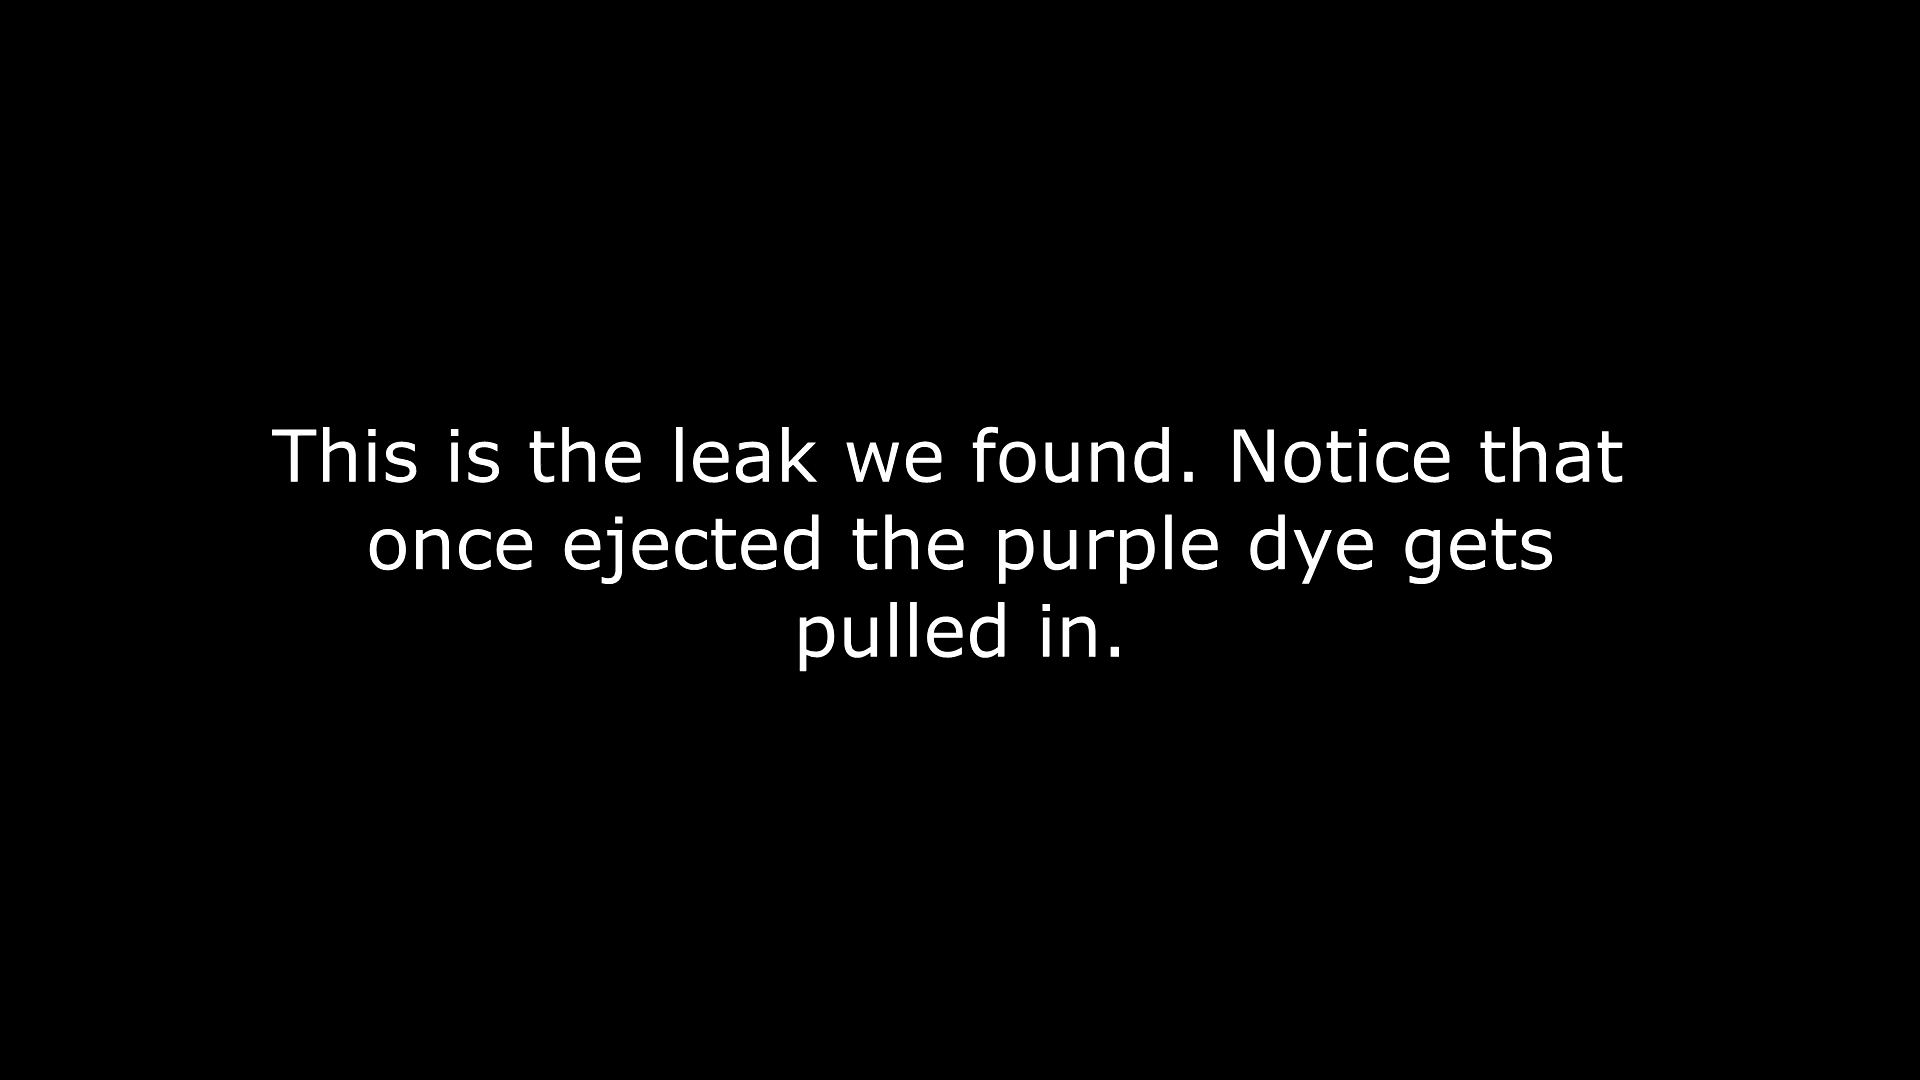 This is the leak we found. Notice that
once ejected the purple dye gets
pulled in.